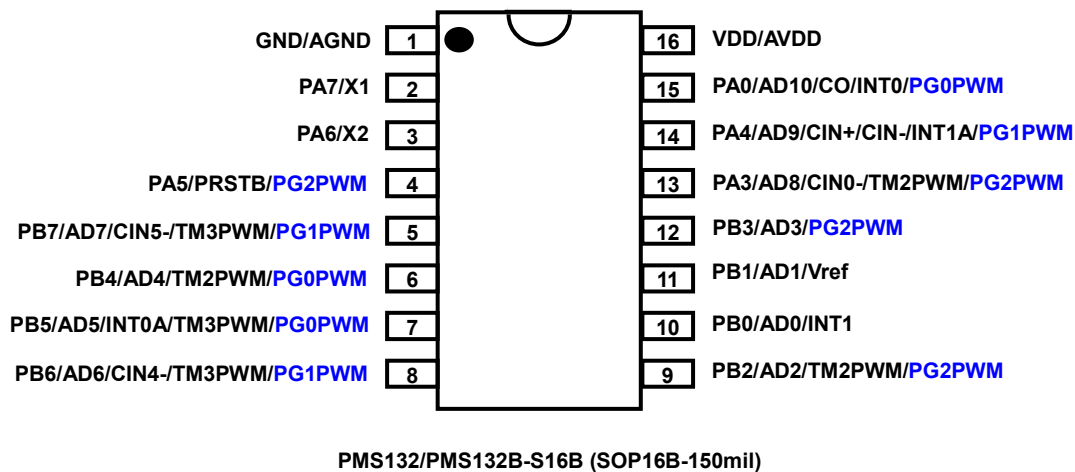 GND/AGND 1 16 VDD/AVDD
PA7/X1 2 15 PA0/AD10/CO/INT0/PG0PWM
PA6/X2 3 14 PA4/AD9/CIN+/CIN-/INT1A/PG1PWM
PA5/PRSTB/PG2PWM 4 13 PA3/AD8/CIN0-/TM2PWM/PG2PWM
PB7/AD7/CIN5-/TM3PWM/PG1PWM 5 12 PB3/AD3/PG2PWM
PB4/AD4/TM2PWM/PG0PWM 6 11 PB1/AD1/Vref
PB5/AD5/INT0A/TM3PWM/PG0PWM 7 10 PB0/AD0/INT1
PB6/AD6/CIN4-/TM3PWM/PG1PWM 8 9 PB2/AD2/TM2PWM/PG2PWM
PMS132/PMS132B-S16B (SOP16B-150mil)